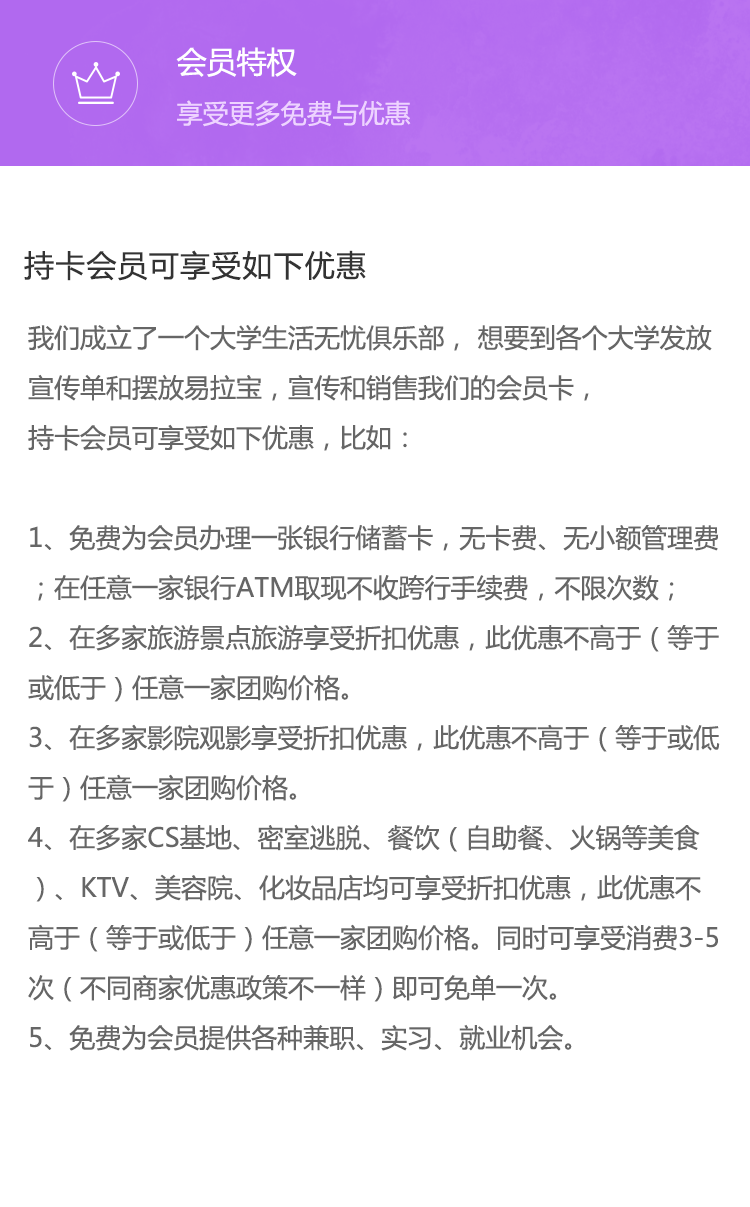 会员特权
享受更多免费与优惠
持卡会员可享受如下优惠
我们成立了一个大学生活无忧俱乐部， 想要到各个大学发放
宣传单和摆放易拉宝，宣传和销售我们的会员卡，
持卡会员可享受如下优惠，比如：
1、免费为会员办理一张银行储蓄卡，无卡费、无小额管理费
；在任意一家银行ATM取现不收跨行手续费，不限次数；
2、在多家旅游景点旅游享受折扣优惠，此优惠不高于（等于
或低于）任意一家团购价格。
3、在多家影院观影享受折扣优惠，此优惠不高于（等于或低
于）任意一家团购价格。
4、在多家CS基地、密室逃脱、餐饮（自助餐、火锅等美食
）、KTV、美容院、化妆品店均可享受折扣优惠，此优惠不
高于（等于或低于）任意一家团购价格。同时可享受消费3-5
次（不同商家优惠政策不一样）即可免单一次。
5、免费为会员提供各种兼职、实习、就业机会。